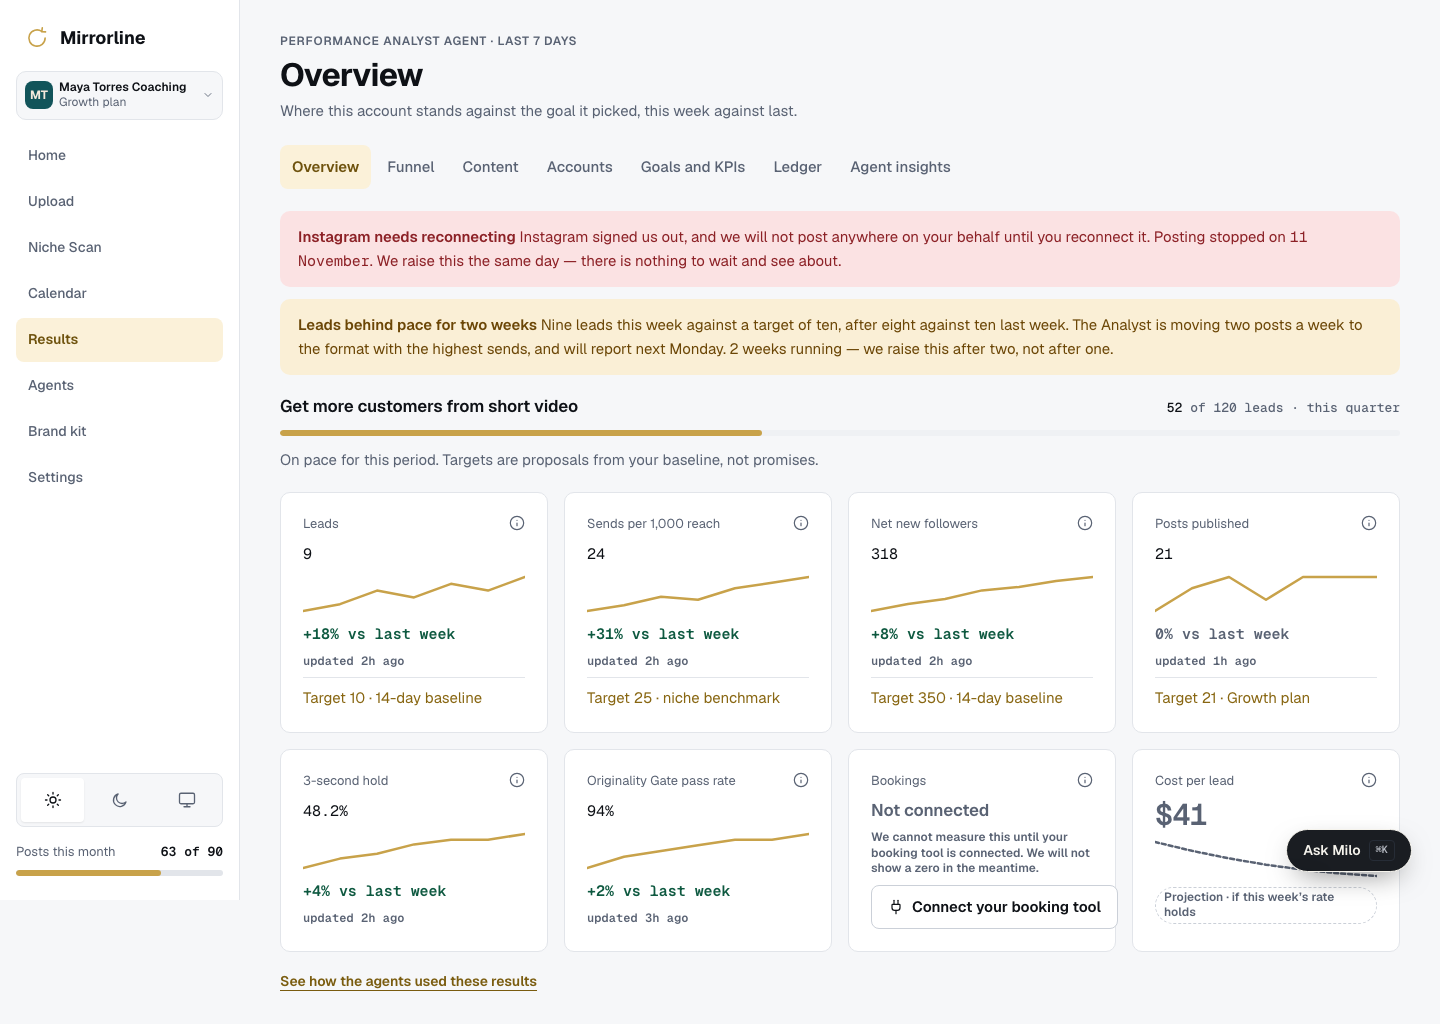 Mirrorline
MT
Maya Torres Coaching
Growth plan
Home
Upload
Niche Scan
Calendar
Results
Agents
Brand kit
Settings
Posts this month
63 of 90
PERFORMANCE ANALYST AGENT · LAST 7 DAYS
Overview
Where this account stands against the goal it picked, this week against last.
Overview
Funnel
Content
Accounts
Goals and KPIs
Ledger
Agent insights
Instagram needs reconnecting Instagram signed us out, and we will not post anywhere on your behalf until you reconnect it. Posting stopped on 11
November. We raise this the same day — there is nothing to wait and see about.
Leads behind pace for two weeks Nine leads this week against a target of ten, after eight against ten last week. The Analyst is moving two posts a week to
the format with the highest sends, and will report next Monday. 2 weeks running — we raise this after two, not after one.
Get more customers from short video
52 of 120 leads · this quarter
On pace for this period. Targets are proposals from your baseline, not promises.
Leads
9
+18% vs last week
updated 2h ago
Target 10 · 14-day baseline
Sends per 1,000 reach
24
+31% vs last week
updated 2h ago
Target 25 · niche benchmark
Net new followers
318
+8% vs last week
updated 2h ago
Target 350 · 14-day baseline
Posts published
21
0% vs last week
updated 1h ago
Target 21 · Growth plan
3-second hold
48.2%
+4% vs last week
updated 2h ago
Originality Gate pass rate
94%
+2% vs last week
updated 3h ago
Bookings
Not connected
We cannot measure this until your
booking tool is connected. We will not
show a zero in the meantime.
Connect your booking tool
Cost per lead
$41
Projection · if this week's rate
holds
Ask Milo ⌘K
See how the agents used these results